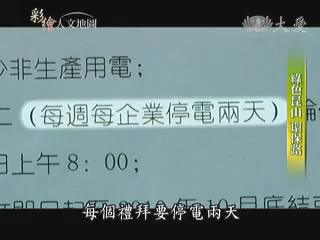 彩繪人文地圖
大愛
少非生產用電;
(每週每企業停電兩天)
日上午8:00;
綠色昆山 環保路
每個禮拜要停電兩天